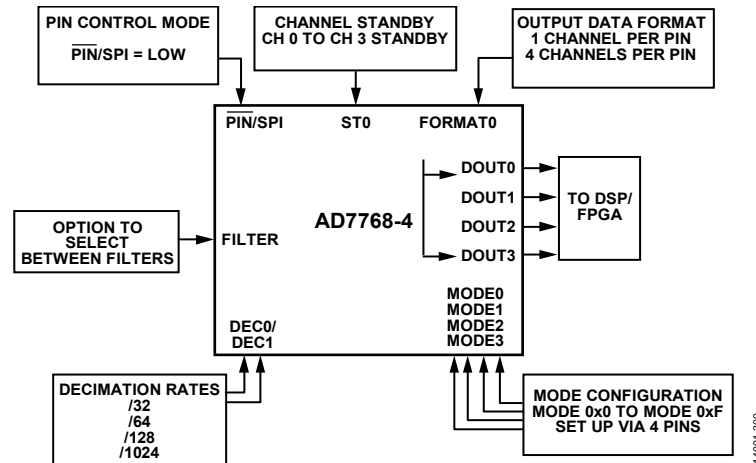 PIN CONTROL MODE
PIN/SPI = LOW
CHANNEL STANDBY
CH 0 TO CH 3 STANDBY
OUTPUT DATA FORMAT
1 CHANNEL PER PIN
4 CHANNELS PER PIN
PIN/SPI
ST0
FORMAT0
DOUT0
DOUT1
DOUT2
DOUT3
AD7768-4
TO DSP/
FPGA
OPTION TO
SELECT
BETWEEN FILTERS
FILTER
MODE0
MODE1
MODE2
MODE3
DEC0/
DEC1
DECIMATION RATES
/32
/64
/128
/1024
MODE CONFIGURATION
MODE 0x0 TO MODE 0xF
SET UP VIA 4 PINS